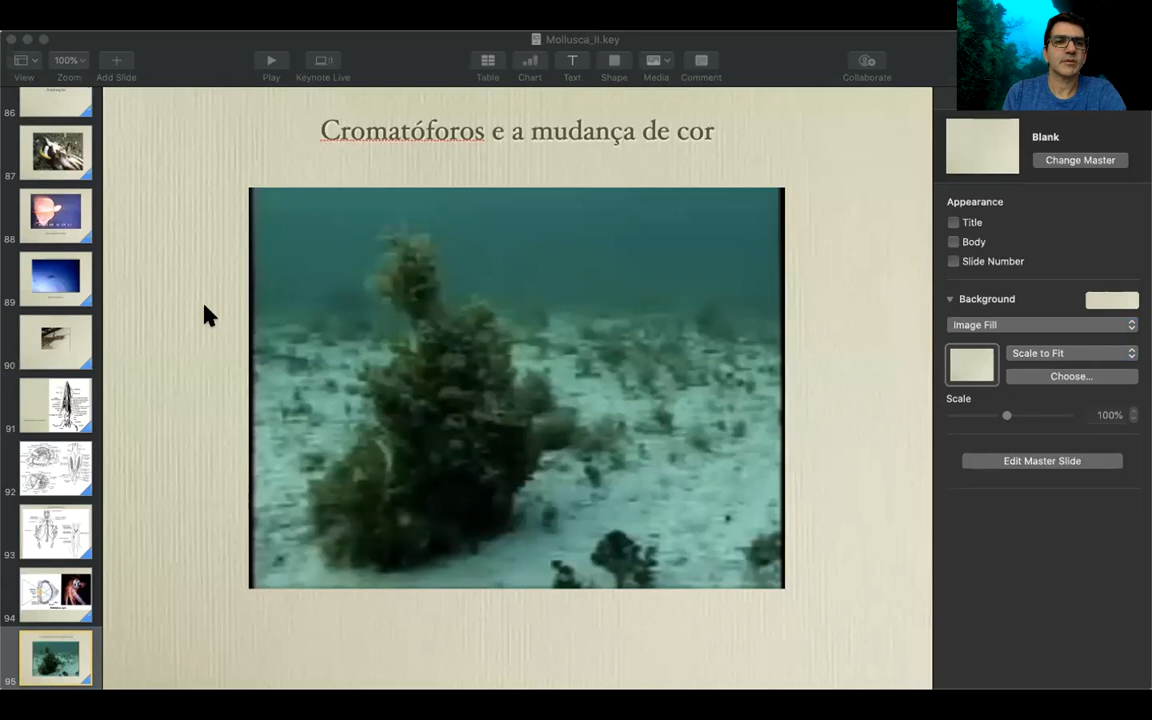 Mollusca_II.key
100%
View
Zoom
Add Slide
Play
Keynote Live
Table
Chart
Text
Shape
Media
Comment
Collaborate
86
87
88
89
90
91
92
93
94
95
Cromatóforos e a mudança de cor
Blank
Change Master
Appearance
Title
Body
Slide Number
Background
Image Fill
Scale to Fit
Choose...
Scale
100%
Edit Master Slide